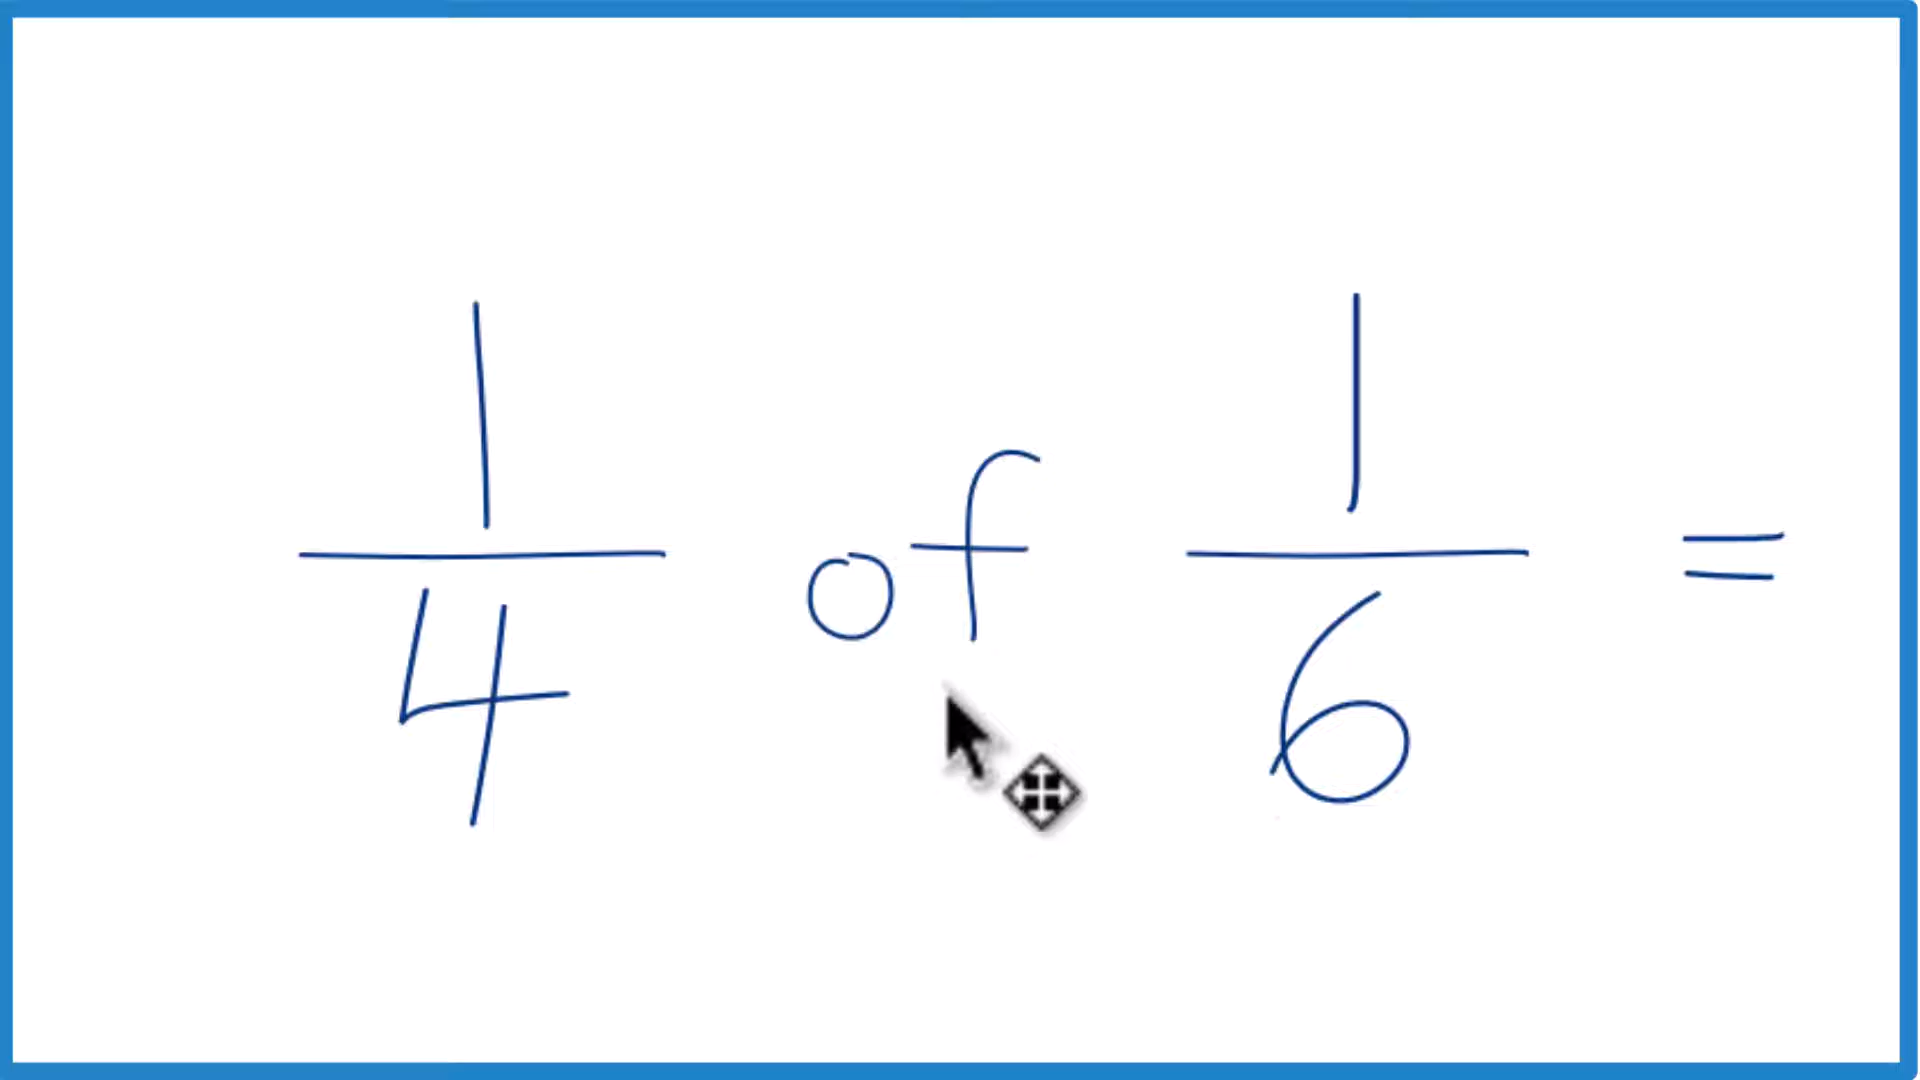 1/4 of 1/6 =